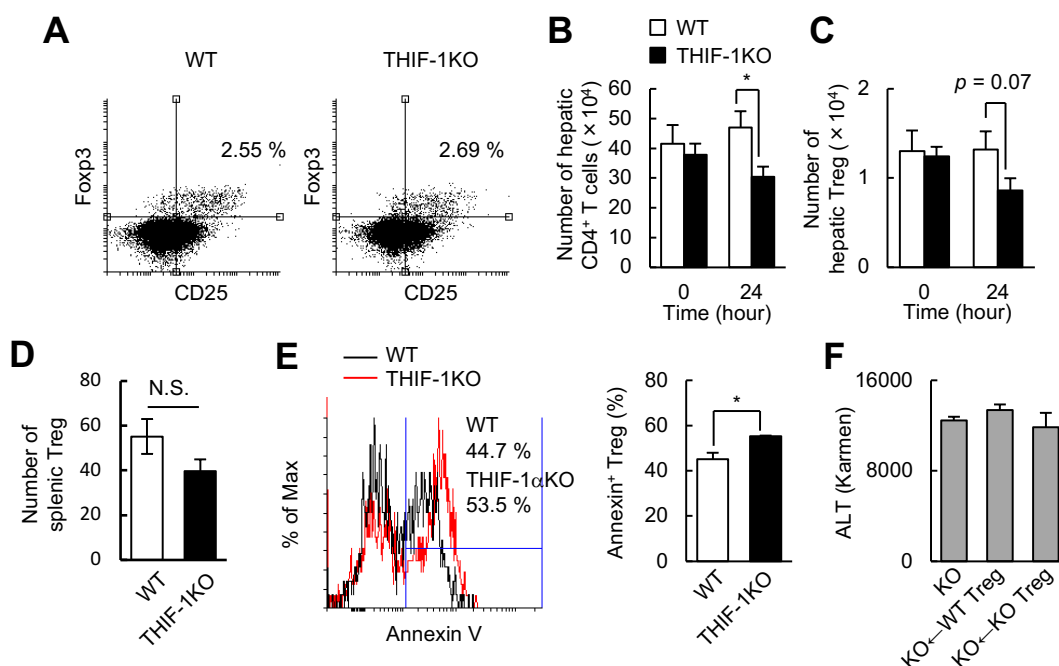 A
WT
THIF-1KO
Foxp3
2.55 %
CD25
Foxp3
2.69 %
CD25
B
WT
THIF-1KO
Number of hepatic
CD4⁺ T cells (×10⁴)
60
50
40
30
20
10
0
*
0
24
Time (hour)
C
Number of
hepatic Treg (×10⁴)
2
1
0
p = 0.07
0
24
Time (hour)
D
Number of
splenic Treg
80
60
40
20
0
N.S.
WT
THIF-1KO
E
WT
THIF-1KO
% of Max
WT
44.7 %
THIF-1αKO
53.5 %
Annexin V
Annexin⁺ Treg (%)
80
60
40
20
0
*
WT
THIF-1KO
F
ALT (Karmen)
16000
8000
0
KO
KO←WT Treg
KO←KO Treg